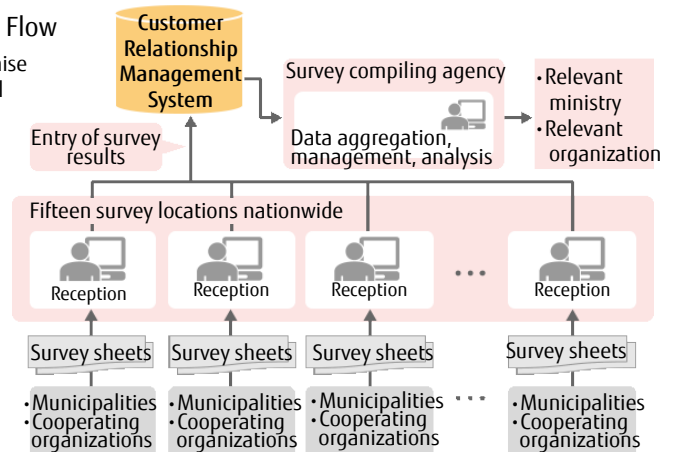 Flow
Customer
Relationship
Management
System
Survey compiling agency
Data aggregation,
management, analysis
・Relevant
ministry
・Relevant
organization
Entry of survey
results
Fifteen survey locations nationwide
Reception
Reception
Reception
...
Reception
Survey sheets
Survey sheets
Survey sheets
Survey sheets
・Municipalities
・Cooperating
organizations
・Municipalities
・Cooperating
organizations
・Municipalities
・Cooperating
organizations
...
・Municipalities
・Cooperating
organizations